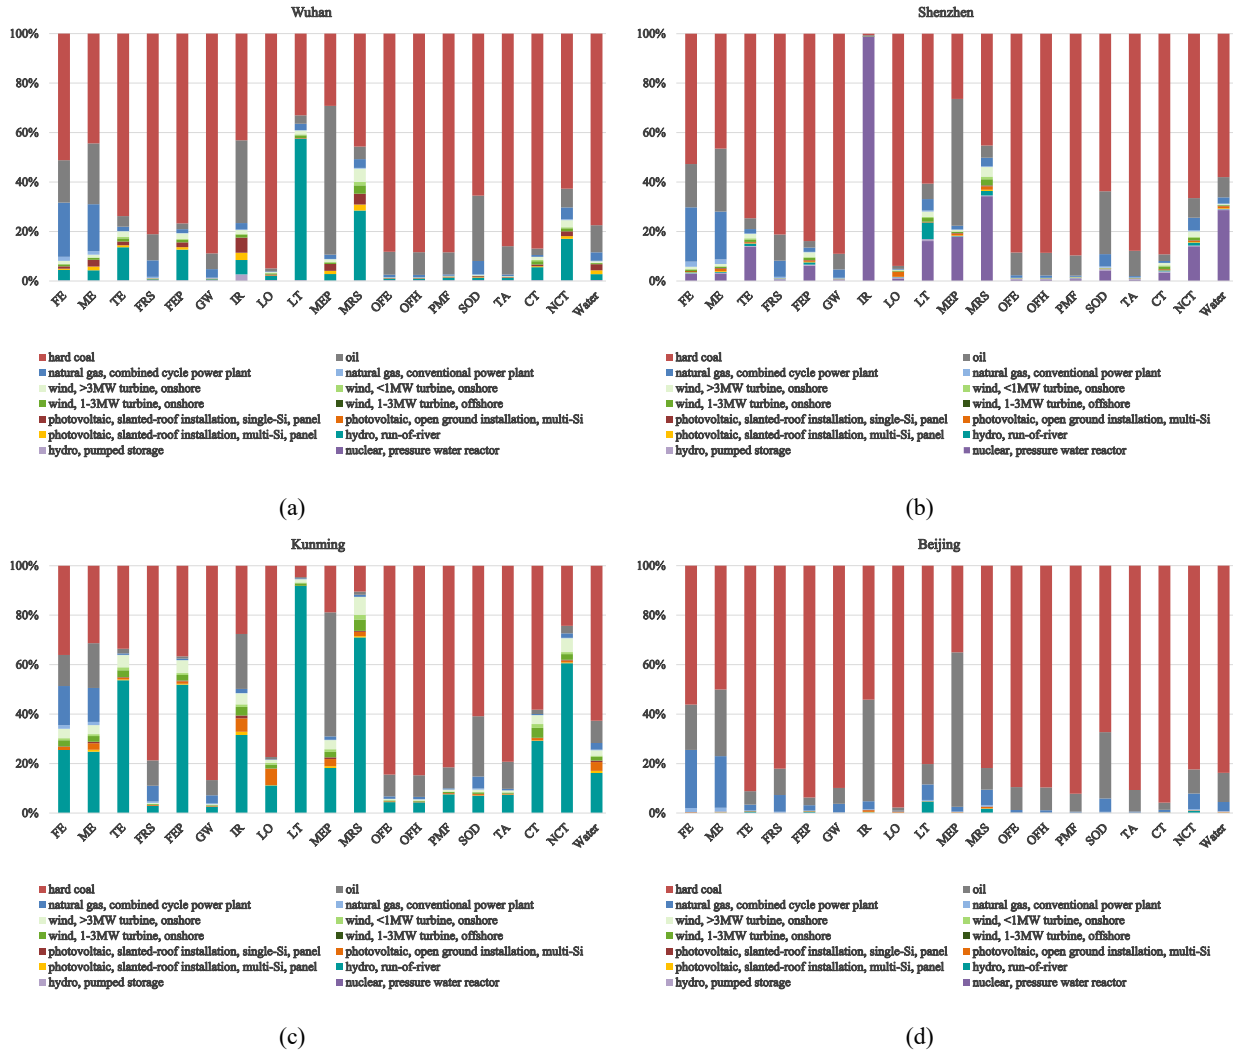 Wuhan
100%
80%
60%
40%
20%
0%
FE ME TE FRS FEP GW IR LO LT MEP MRS OFE OFH PMF SOD TA CT NCT Water
hard coal oil
natural gas, combined cycle power plant natural gas, conventional power plant
wind, >3MW turbine, onshore wind, <1MW turbine, onshore
wind, 1-3MW turbine, onshore wind, 1-3MW turbine, offshore
photovoltaic, slanted-roof installation, single-Si, panel photovoltaic, open ground installation, multi-Si
photovoltaic, slanted-roof installation, multi-Si, panel hydro, run-of-river
hydro, pumped storage nuclear, pressure water reactor
(a)
Shenzhen
100%
80%
60%
40%
20%
0%
FE ME TE FRS FEP GW IR LO LT MEP MRS OFE OFH PMF SOD TA CT NCT Water
hard coal oil
natural gas, combined cycle power plant natural gas, conventional power plant
wind, >3MW turbine, onshore wind, <1MW turbine, onshore
wind, 1-3MW turbine, onshore wind, 1-3MW turbine, offshore
photovoltaic, slanted-roof installation, single-Si, panel photovoltaic, open ground installation, multi-Si
photovoltaic, slanted-roof installation, multi-Si, panel hydro, run-of-river
hydro, pumped storage nuclear, pressure water reactor
(b)
Kunming
100%
80%
60%
40%
20%
0%
FE ME TE FRS FEP GW IR LO LT MEP MRS OFE OFH PMF SOD TA CT NCT Water
hard coal oil
natural gas, combined cycle power plant natural gas, conventional power plant
wind, >3MW turbine, onshore wind, <1MW turbine, onshore
wind, 1-3MW turbine, onshore wind, 1-3MW turbine, offshore
photovoltaic, slanted-roof installation, single-Si, panel photovoltaic, open ground installation, multi-Si
photovoltaic, slanted-roof installation, multi-Si, panel hydro, run-of-river
hydro, pumped storage nuclear, pressure water reactor
(c)
Beijing
100%
80%
60%
40%
20%
0%
FE ME TE FRS FEP GW IR LO LT MEP MRS OFE OFH PMF SOD TA CT NCT Water
hard coal oil
natural gas, combined cycle power plant natural gas, conventional power plant
wind, >3MW turbine, onshore wind, <1MW turbine, onshore
wind, 1-3MW turbine, onshore wind, 1-3MW turbine, offshore
photovoltaic, slanted-roof installation, single-Si, panel photovoltaic, open ground installation, multi-Si
photovoltaic, slanted-roof installation, multi-Si, panel hydro, run-of-river
hydro, pumped storage nuclear, pressure water reactor
(d)